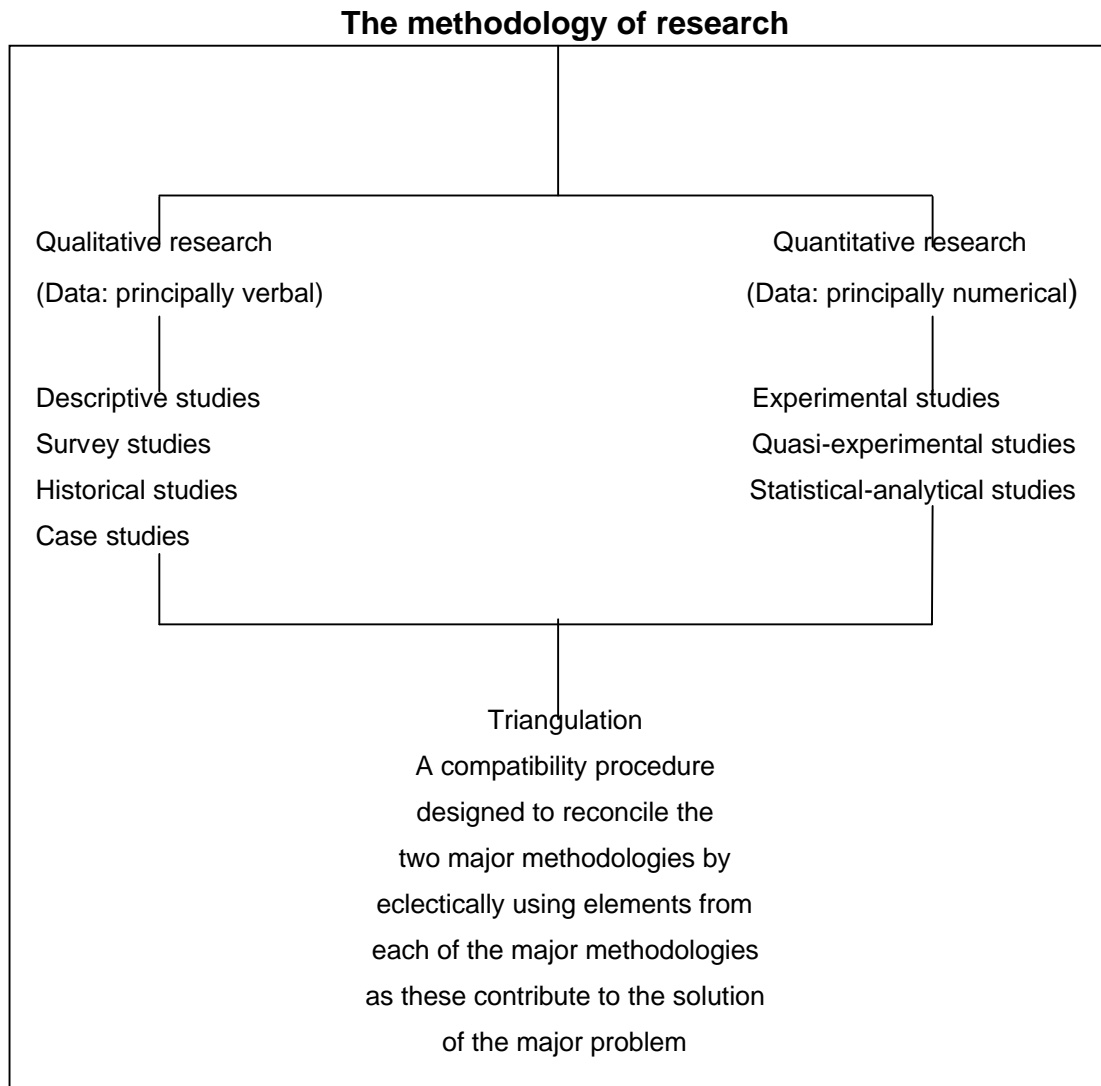 The methodology of research
Qualitative research
(Data: principally verbal)
Descriptive studies
Survey studies
Historical studies
Case studies
Quantitative research
(Data: principally numerical)
Experimental studies
Quasi-experimental studies
Statistical-analytical studies
Triangulation
A compatibility procedure
designed to reconcile the
two major methodologies by
eclectically using elements from
each of the major methodologies
as these contribute to the solution
of the major problem